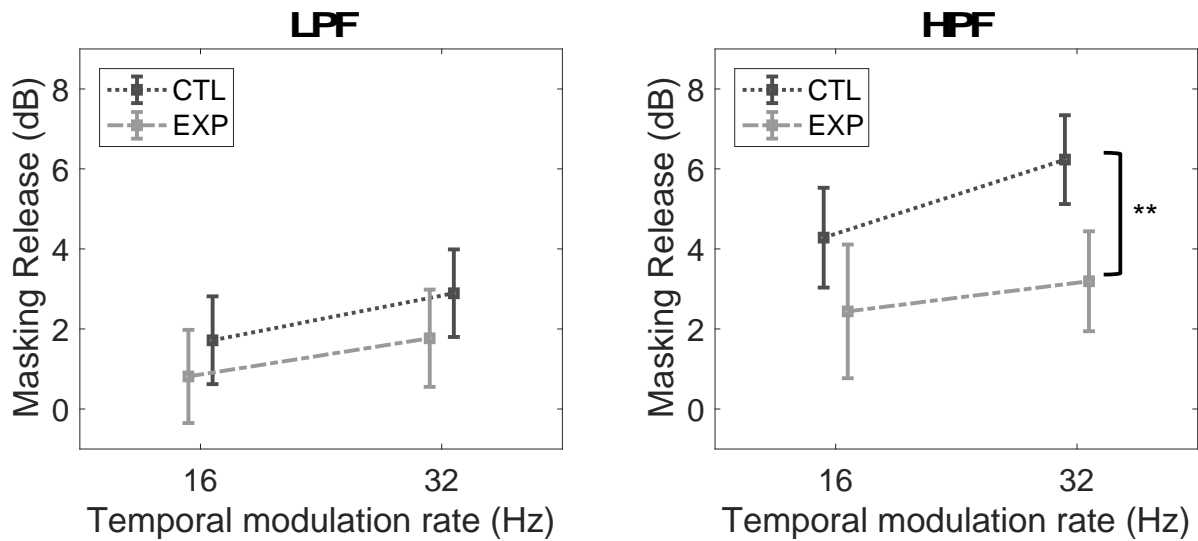 LPF
Masking Release (dB)
8
6
4
2
0
CTL
EXP
16
32
Temporal modulation rate (Hz)
HPF
Masking Release (dB)
8
6
4
2
0
CTL
EXP
**
16
32
Temporal modulation rate (Hz)